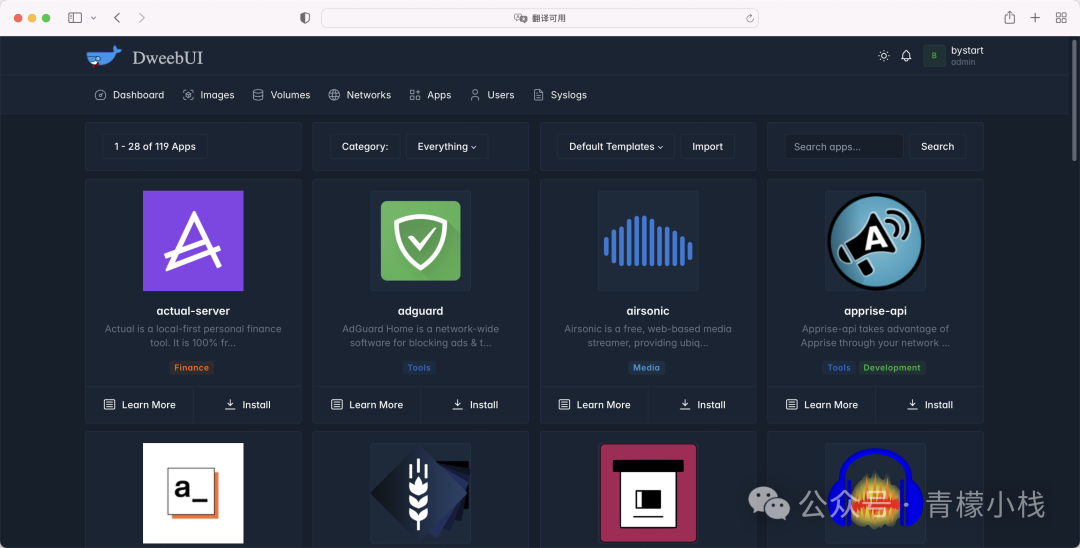 翻译可用
DweebUI
B
bystart
admin
Dashboard
Images
Volumes
Networks
Apps
Users
Syslogs
1 - 28 of 119 Apps
Category:
Everything
Default Templates
Import
Search apps...
Search
A
actual-server
Actual is a local-first personal finance
tool. It is 100% fr...
Finance
Learn More
Install
adguard
AdGuard Home is a network-wide
software for blocking ads & t...
Tools
Learn More
Install
airsonic
Airsonic is a free, web-based media
streamer, providing ubiq...
Media
Learn More
Install
apprise-api
Apprise-api takes advantage of
Apprise through your network ...
Tools
Development
Learn More
Install
a_
公众号 · 青檬小栈